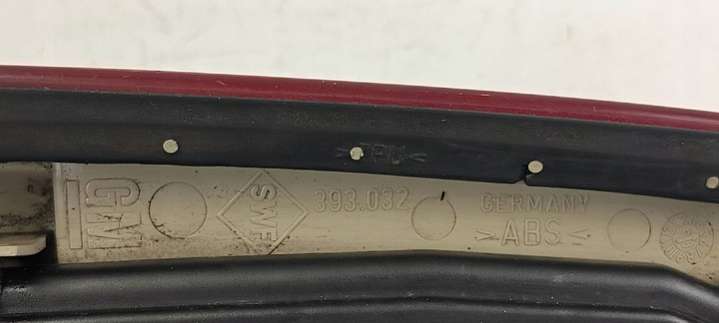 GM
SWF
393.032
GERMANY
>ABS<